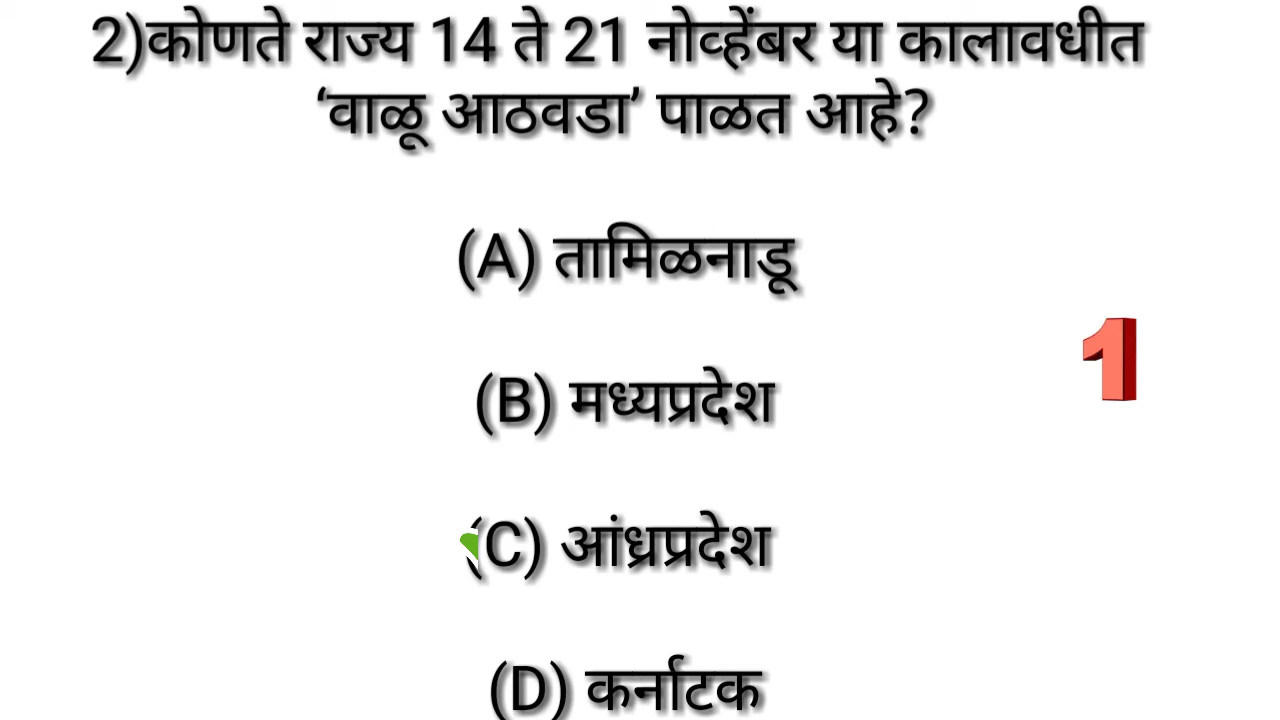 2)कोणते राज्य 14 ते 21 नोव्हेंबर या कालावधीत
‘वाळू आठवडा’ पाळत आहे?
(A) तामिळनाडू
(B) मध्यप्रदेश
1
(C) आंध्रप्रदेश
(D) कर्नाटक